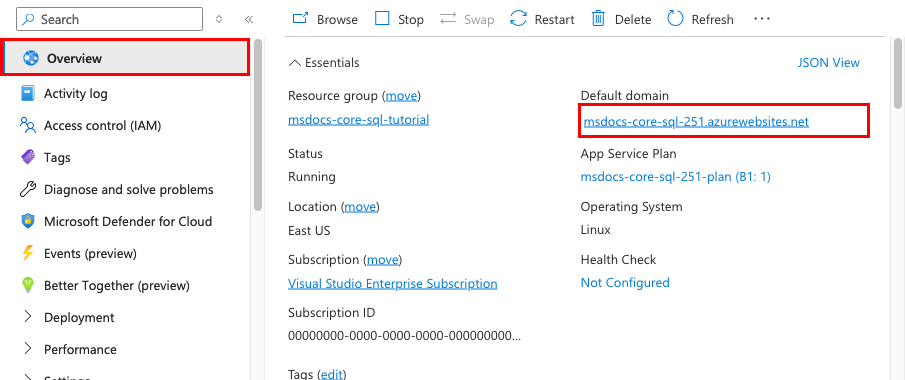 Search
Browse Stop Swap Restart Delete Refresh
Overview
Activity log
Access control (IAM)
Tags
Diagnose and solve problems
Microsoft Defender for Cloud
Events (preview)
Better Together (preview)
Deployment
Performance
Settings
Essentials
JSON View
Resource group (move)
msdocs-core-sql-tutorial
Status
Running
Location (move)
East US
Subscription (move)
Visual Studio Enterprise Subscription
Subscription ID
00000000-0000-0000-0000-000000000...
Tags (edit)
Default domain
msdocs-core-sql-251.azurewebsites.net
App Service Plan
msdocs-core-sql-251-plan (B1: 1)
Operating System
Linux
Health Check
Not Configured